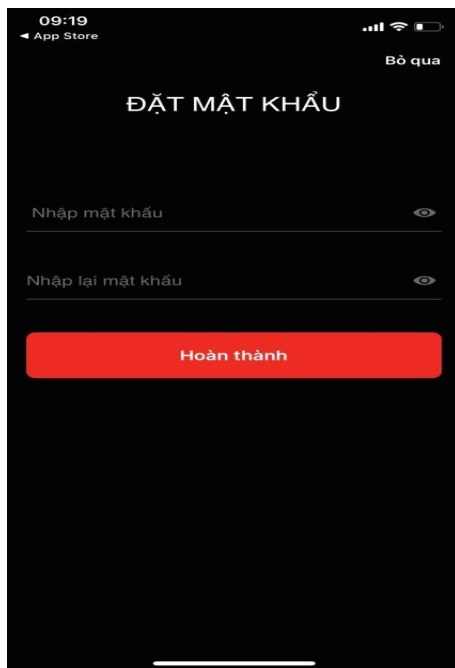 09:19
◄ App Store
Bỏ qua
ĐẶT MẬT KHẨU
Nhập mật khẩu
Nhập lại mật khẩu
Hoàn thành